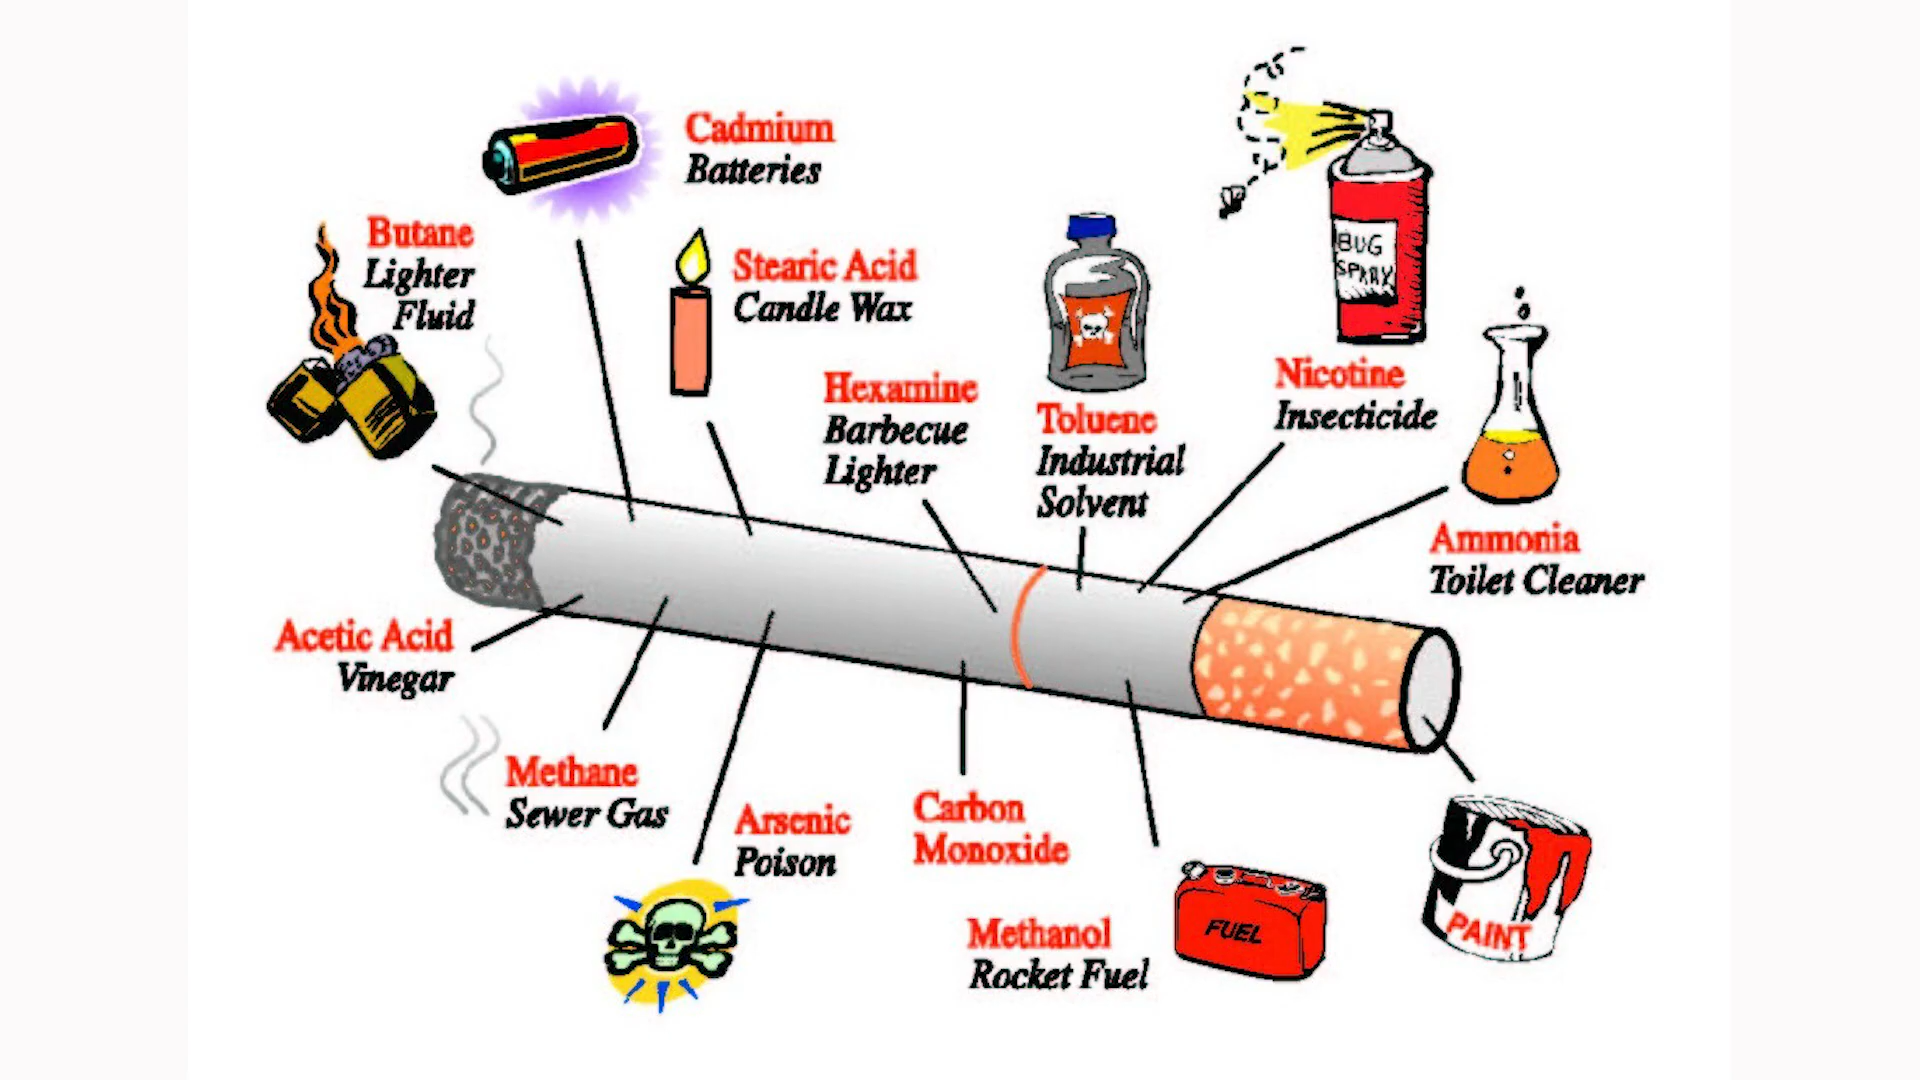 Cadmium
Batteries
Butane
Lighter
Fluid
Stearic Acid
Candle Wax
Hexamine
Barbecue
Lighter
Toluene
Industrial
Solvent
BUG
SPRAY
Nicotine
Insecticide
Ammonia
Toilet Cleaner
Acetic Acid
Vinegar
Methane
Sewer Gas
Arsenic
Poison
Carbon
Monoxide
Methanol
Rocket Fuel
FUEL
PAINT